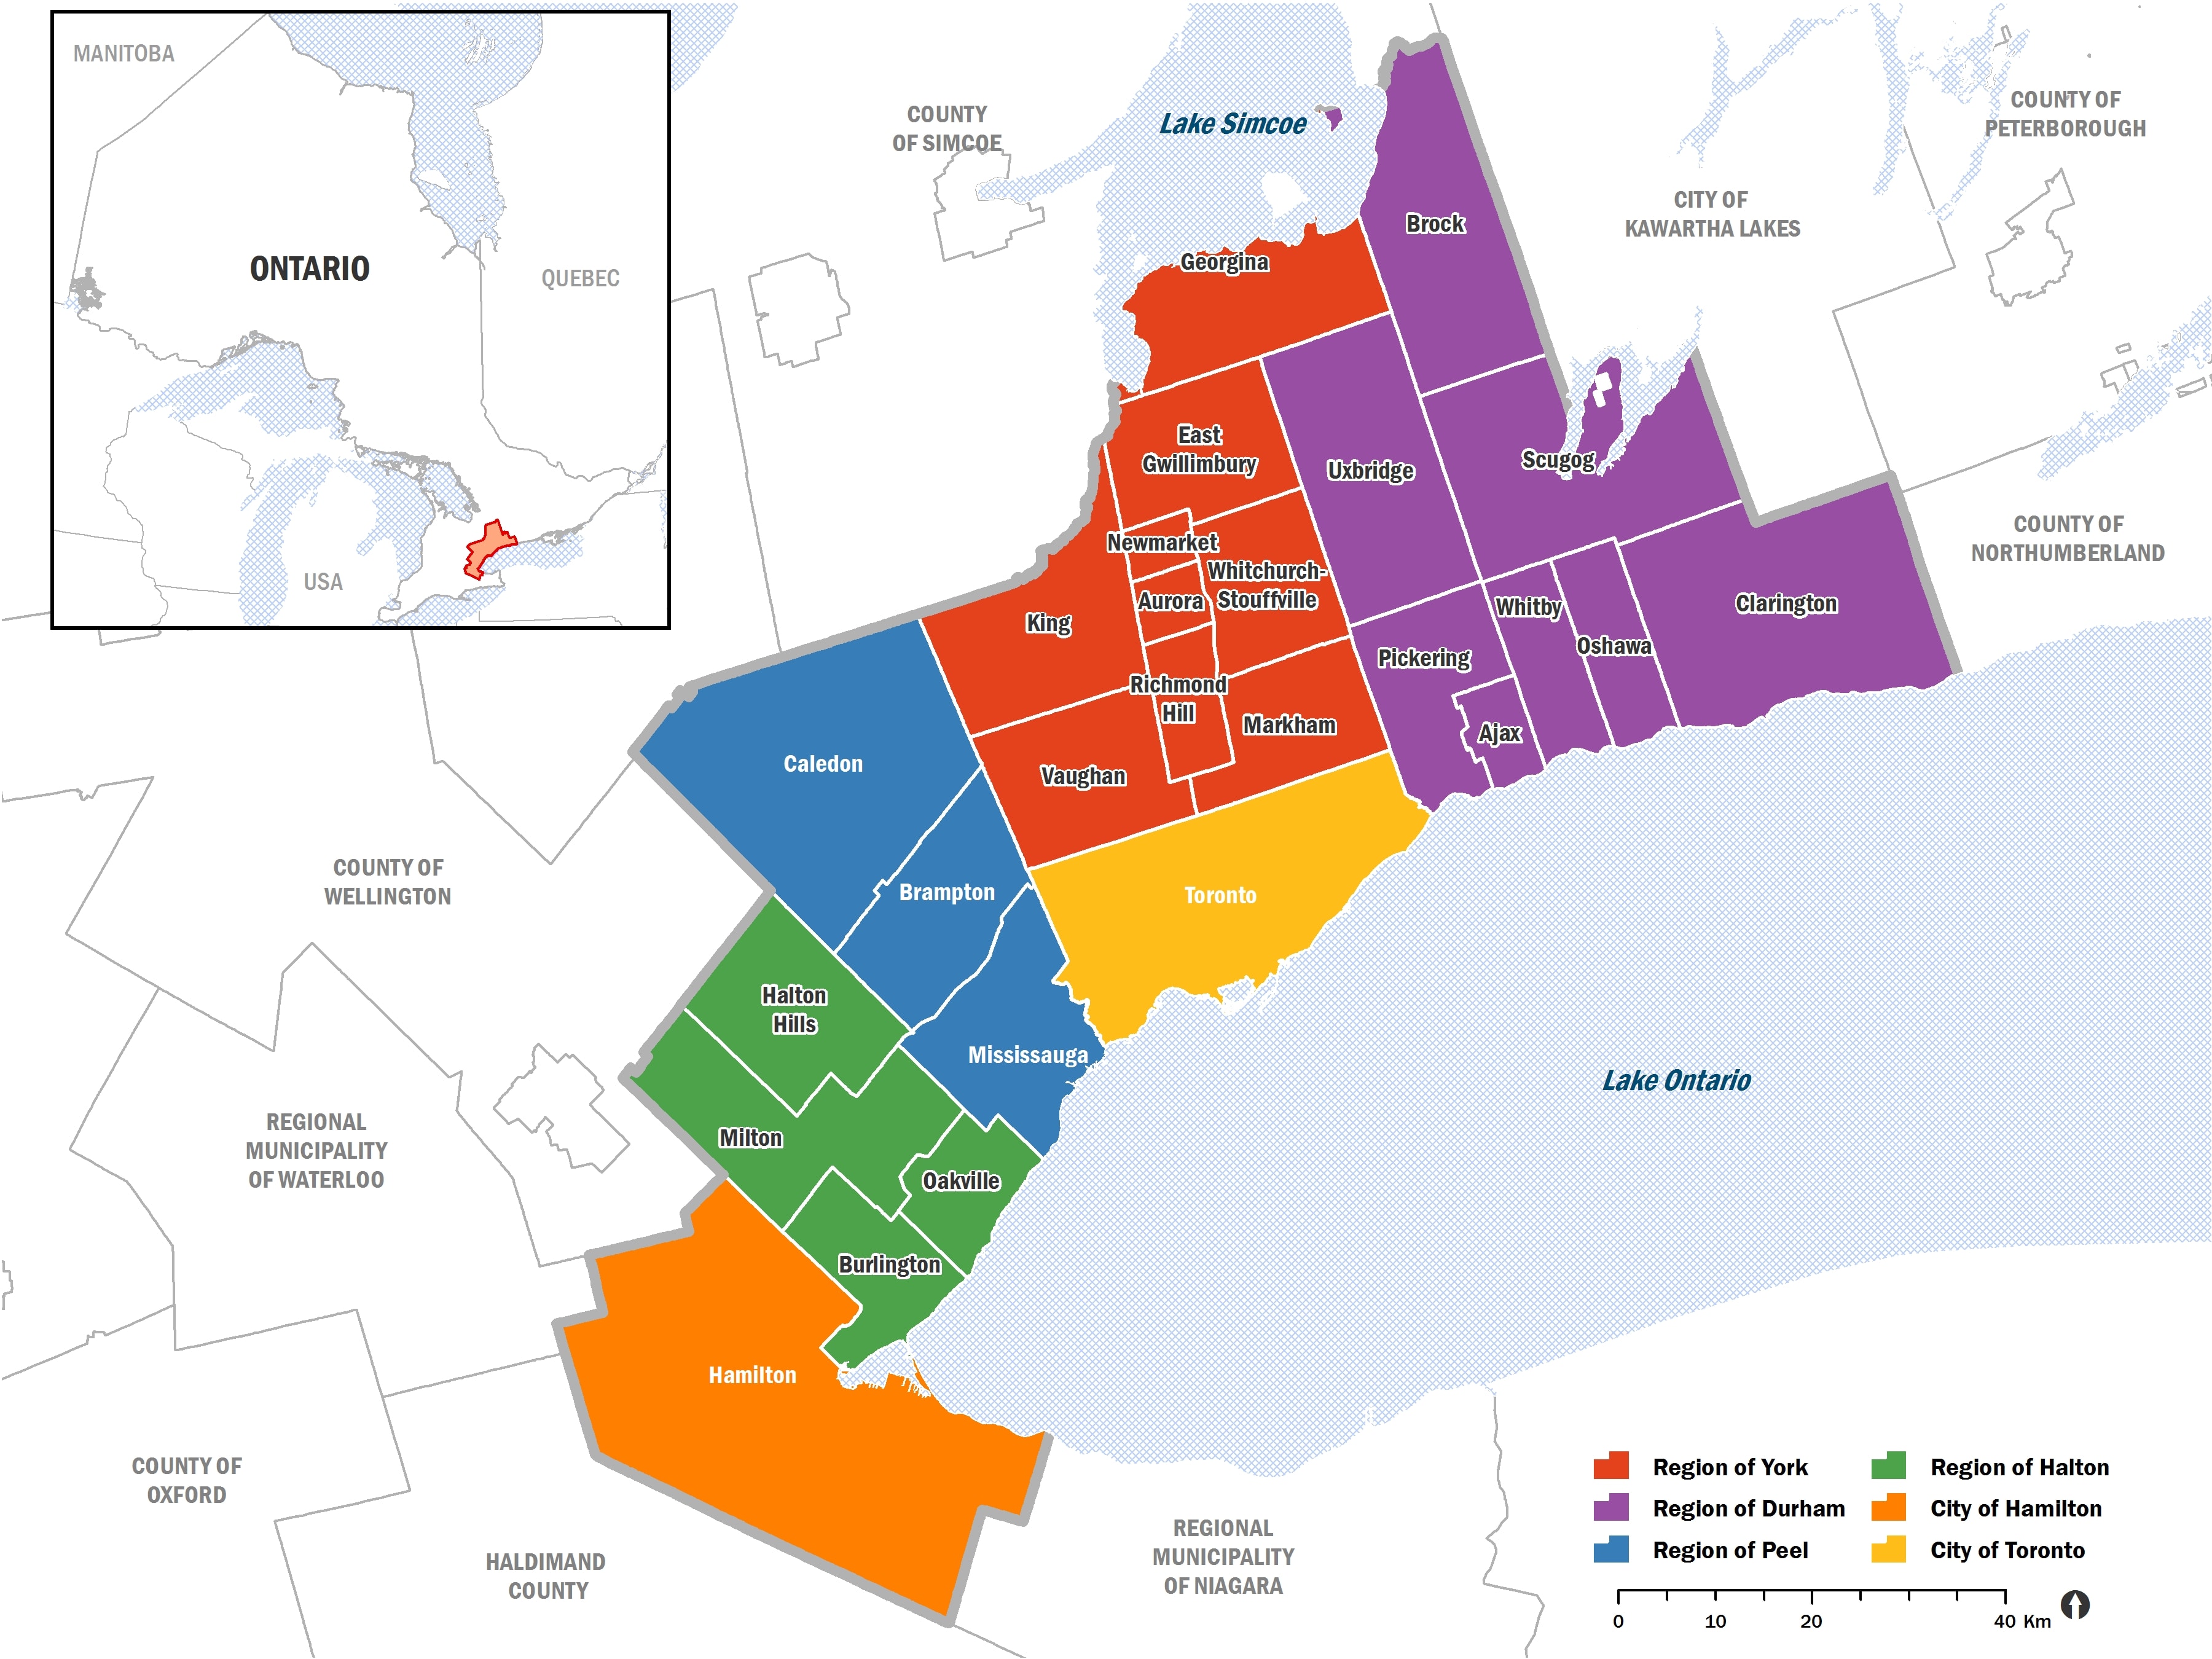 MANITOBA
ONTARIO
QUEBEC
USA
COUNTY
OF SIMCOE
Lake Simcoe
COUNTY OF
PETERBOROUGH
CITY OF
KAWARTHA LAKES
Brock
Georgina
East
Gwillimbury
Uxbridge
Scugog
COUNTY OF
NORTHUMBERLAND
Newmarket
Whitchurch-
Stouffville
Aurora
King
Whitby
Clarington
Oshawa
Pickering
Richmond
Hill
Markham
Ajax
Vaughan
Caledon
COUNTY OF
WELLINGTON
Brampton
Toronto
Halton
Hills
Mississauga
Lake Ontario
REGIONAL
MUNICIPALITY
OF WATERLOO
Milton
Oakville
Burlington
Hamilton
COUNTY OF
OXFORD
HALDIMAND
COUNTY
REGIONAL
MUNICIPALITY
OF NIAGARA
Region of York
Region of Durham
Region of Peel
Region of Halton
City of Hamilton
City of Toronto
0 10 20 40 Km